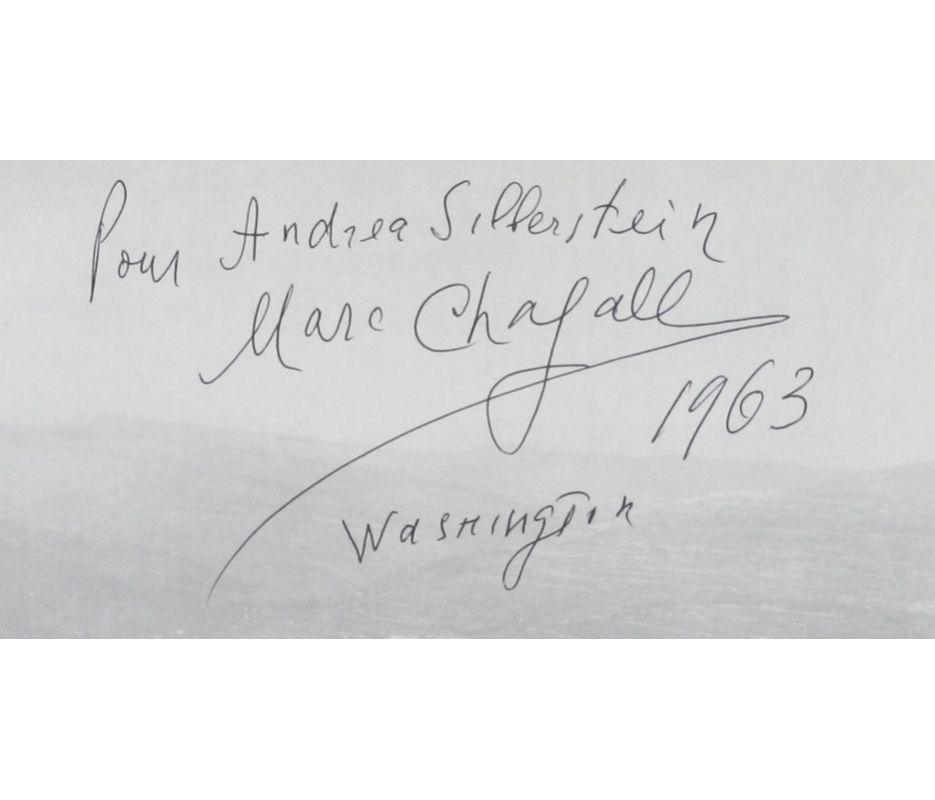 Pour Andrea Silberstein
Marc Chagall
1963
Washington